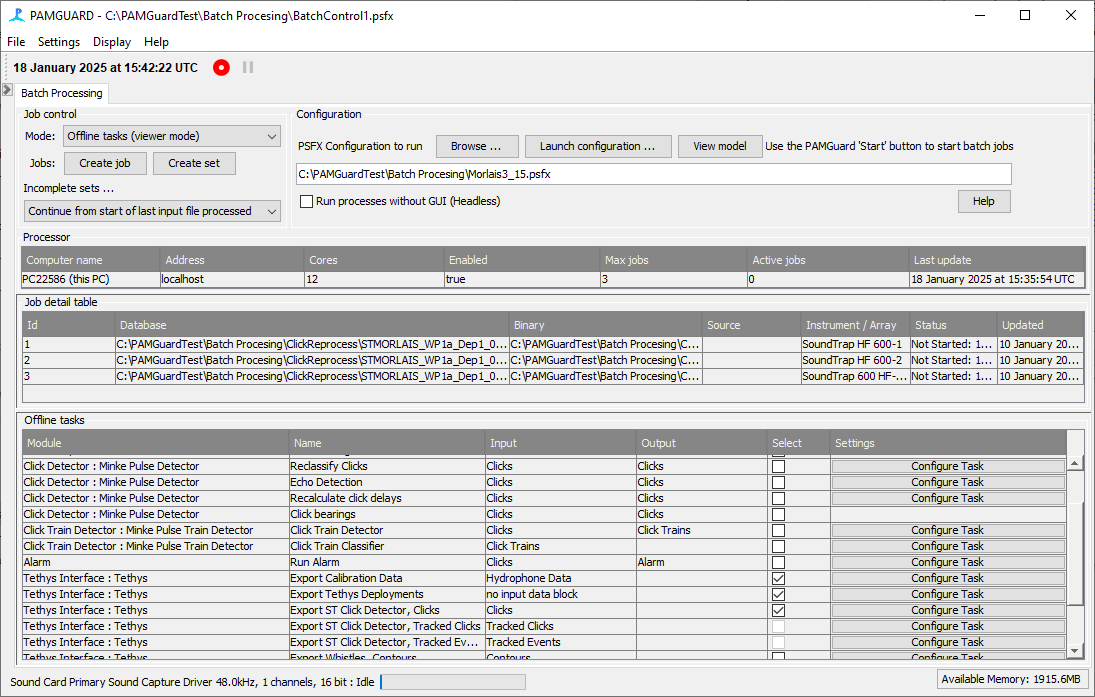 PAMGUARD - C:\PAMGuardTest\Batch Procesing\BatchControl1.psfx
File Settings Display Help
18 January 2025 at 15:42:22 UTC
Batch Processing
Job control
Mode: Offline tasks (viewer mode)
Jobs: Create job Create set
Incomplete sets ...
Continue from start of last input file processed
Configuration
PSFX Configuration to run Browse ... Launch configuration ... View model Use the PAMGuard 'Start' button to start batch jobs
C:\PAMGuardTest\Batch Procesing\Morlais3_15.psfx
Run processes without GUI (Headless)
Help
Processor
Computer name Address Cores Enabled Max jobs Active jobs Last update
PC22586 (this PC) localhost 12 true 3 0 18 January 2025 at 15:35:54 UTC
Job detail table
Id Database Binary Source Instrument / Array Status Updated
1 C:\PAMGuardTest\Batch Procesing\ClickReprocess\STMORLAIS_WP1a_Dep1_0... C:\PAMGuardTest\Batch Procesing\C... SoundTrap HF 600-1 Not Started: 1... 10 January 20...
2 C:\PAMGuardTest\Batch Procesing\ClickReprocess\STMORLAIS_WP1a_Dep1_0... C:\PAMGuardTest\Batch Procesing\C... SoundTrap HF 600-2 Not Started: 1... 10 January 20...
3 C:\PAMGuardTest\Batch Procesing\ClickReprocess\STMORLAIS_WP1a_Dep1_0... C:\PAMGuardTest\Batch Procesing\C... SoundTrap 600 HF-... Not Started: 1... 10 January 20...
Offline tasks
Module Name Input Output Select Settings
Click Detector : Minke Pulse Detector Reclassify Clicks Clicks Clicks Configure Task
Click Detector : Minke Pulse Detector Echo Detection Clicks Clicks Configure Task
Click Detector : Minke Pulse Detector Recalculate click delays Clicks Clicks Configure Task
Click Detector : Minke Pulse Detector Click bearings Clicks Clicks
Click Train Detector : Minke Pulse Train Detector Click Train Detector Clicks Click Trains Configure Task
Click Train Detector : Minke Pulse Train Detector Click Train Classifier Click Trains Configure Task
Alarm Run Alarm Clicks Alarm Configure Task
Tethys Interface : Tethys Export Calibration Data Hydrophone Data Configure Task
Tethys Interface : Tethys Export Tethys Deployments no input data block Configure Task
Tethys Interface : Tethys Export ST Click Detector, Clicks Clicks Configure Task
Tethys Interface : Tethys Export ST Click Detector, Tracked Clicks Tracked Clicks Configure Task
Tethys Interface : Tethys Export ST Click Detector, Tracked Ev... Tracked Events Configure Task
Tethys Interface : Tethys Export Whistles, Contours Contours Configure Task
Sound Card Primary Sound Capture Driver 48.0kHz, 1 channels, 16 bit : Idle
Available Memory: 1915.6MB